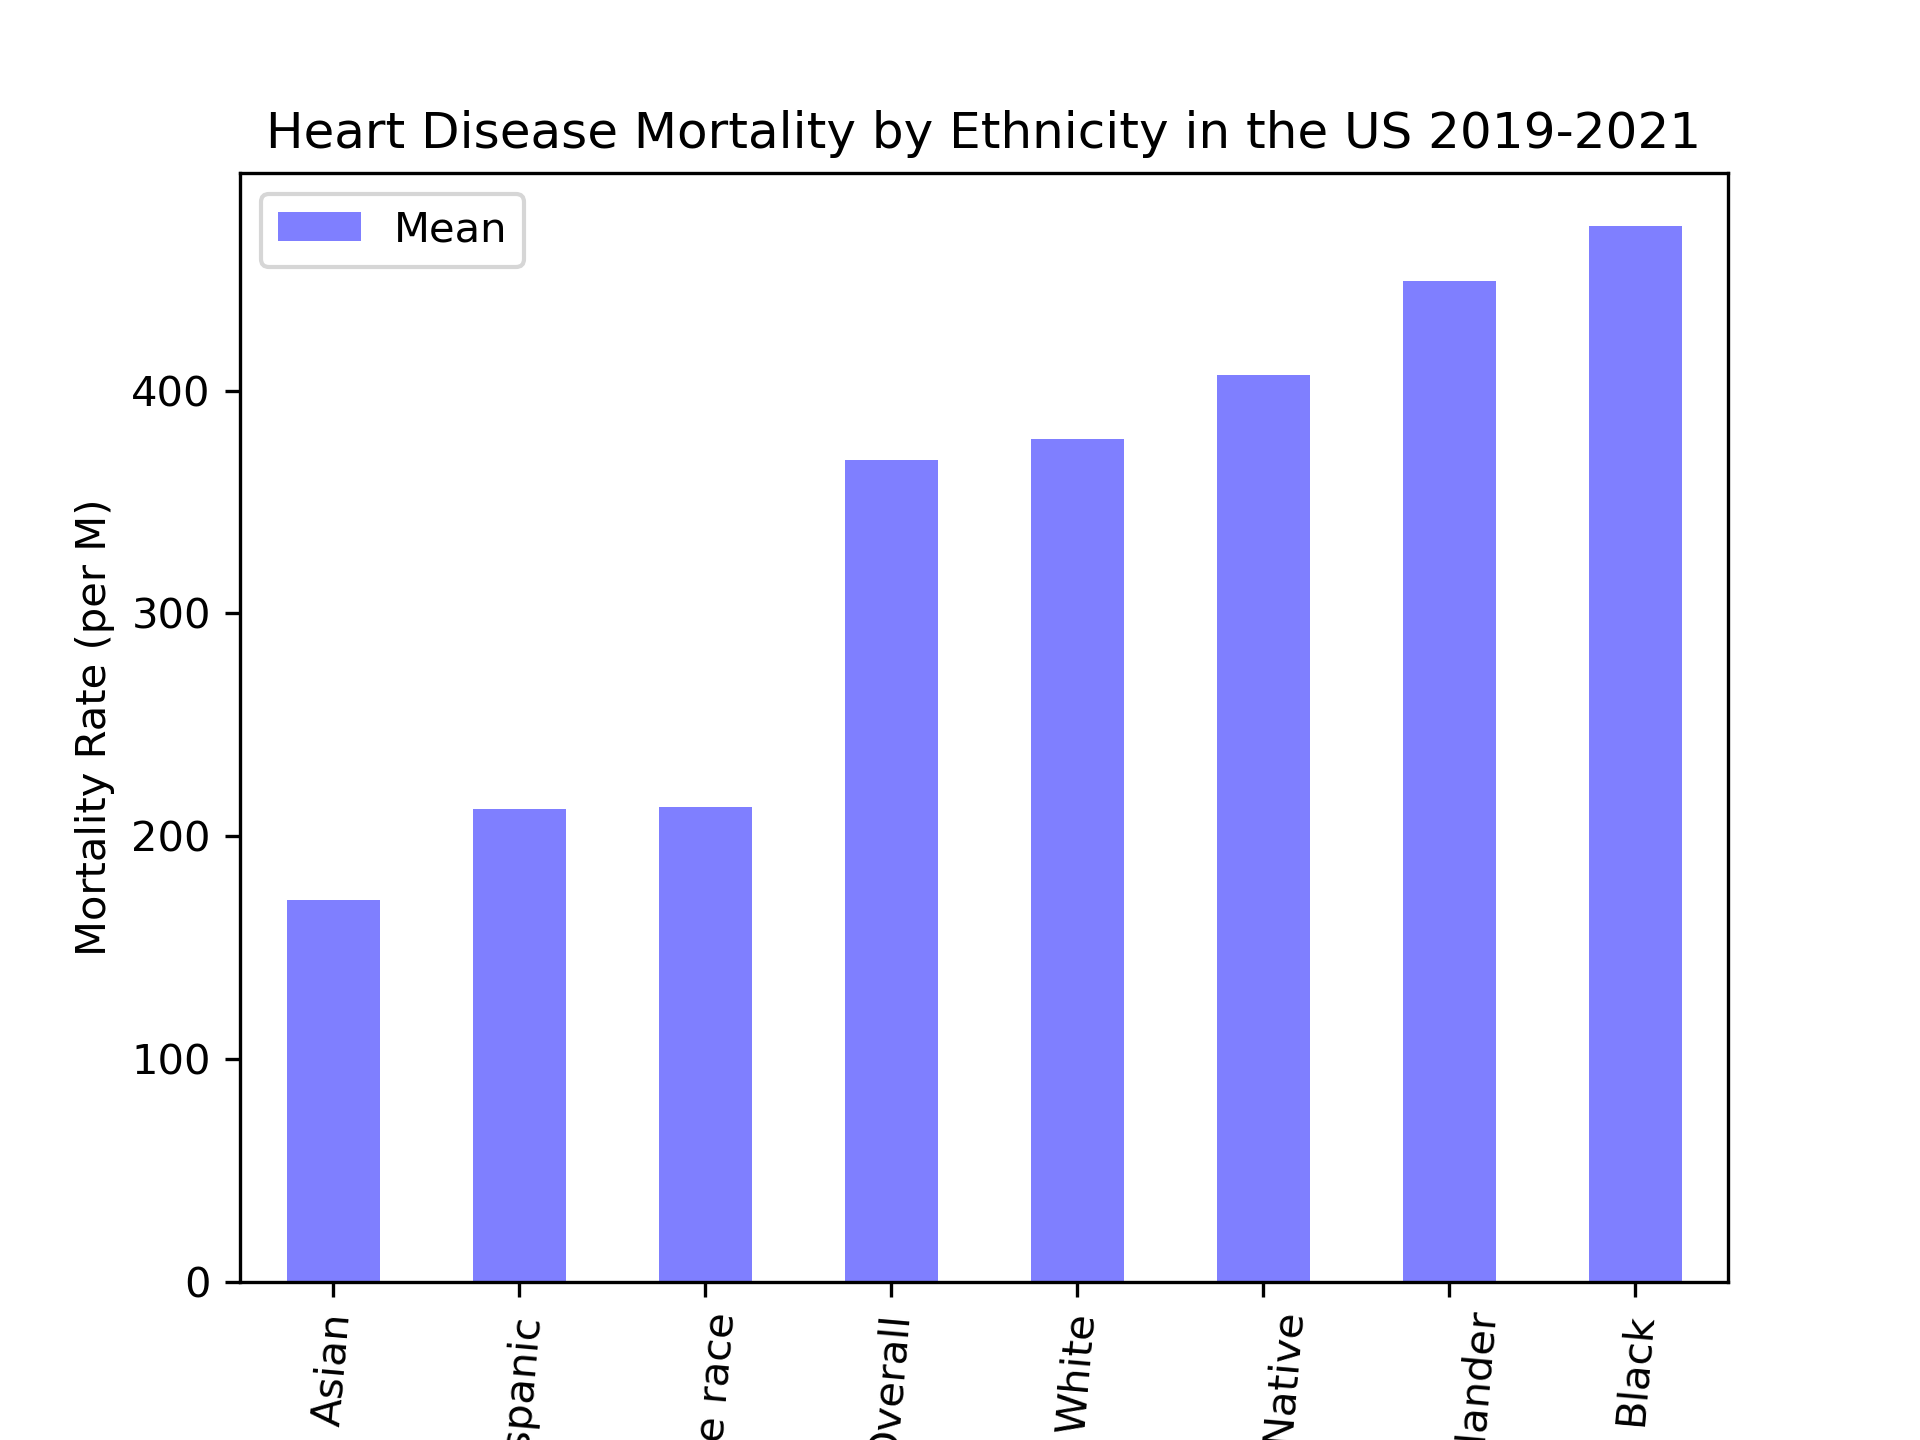 Heart Disease Mortality by Ethnicity in the US 2019-2021
Mean
Mortality Rate (per M)
400
300
200
100
0
Asian
spanic
e race
Overall
White
Native
lander
Black